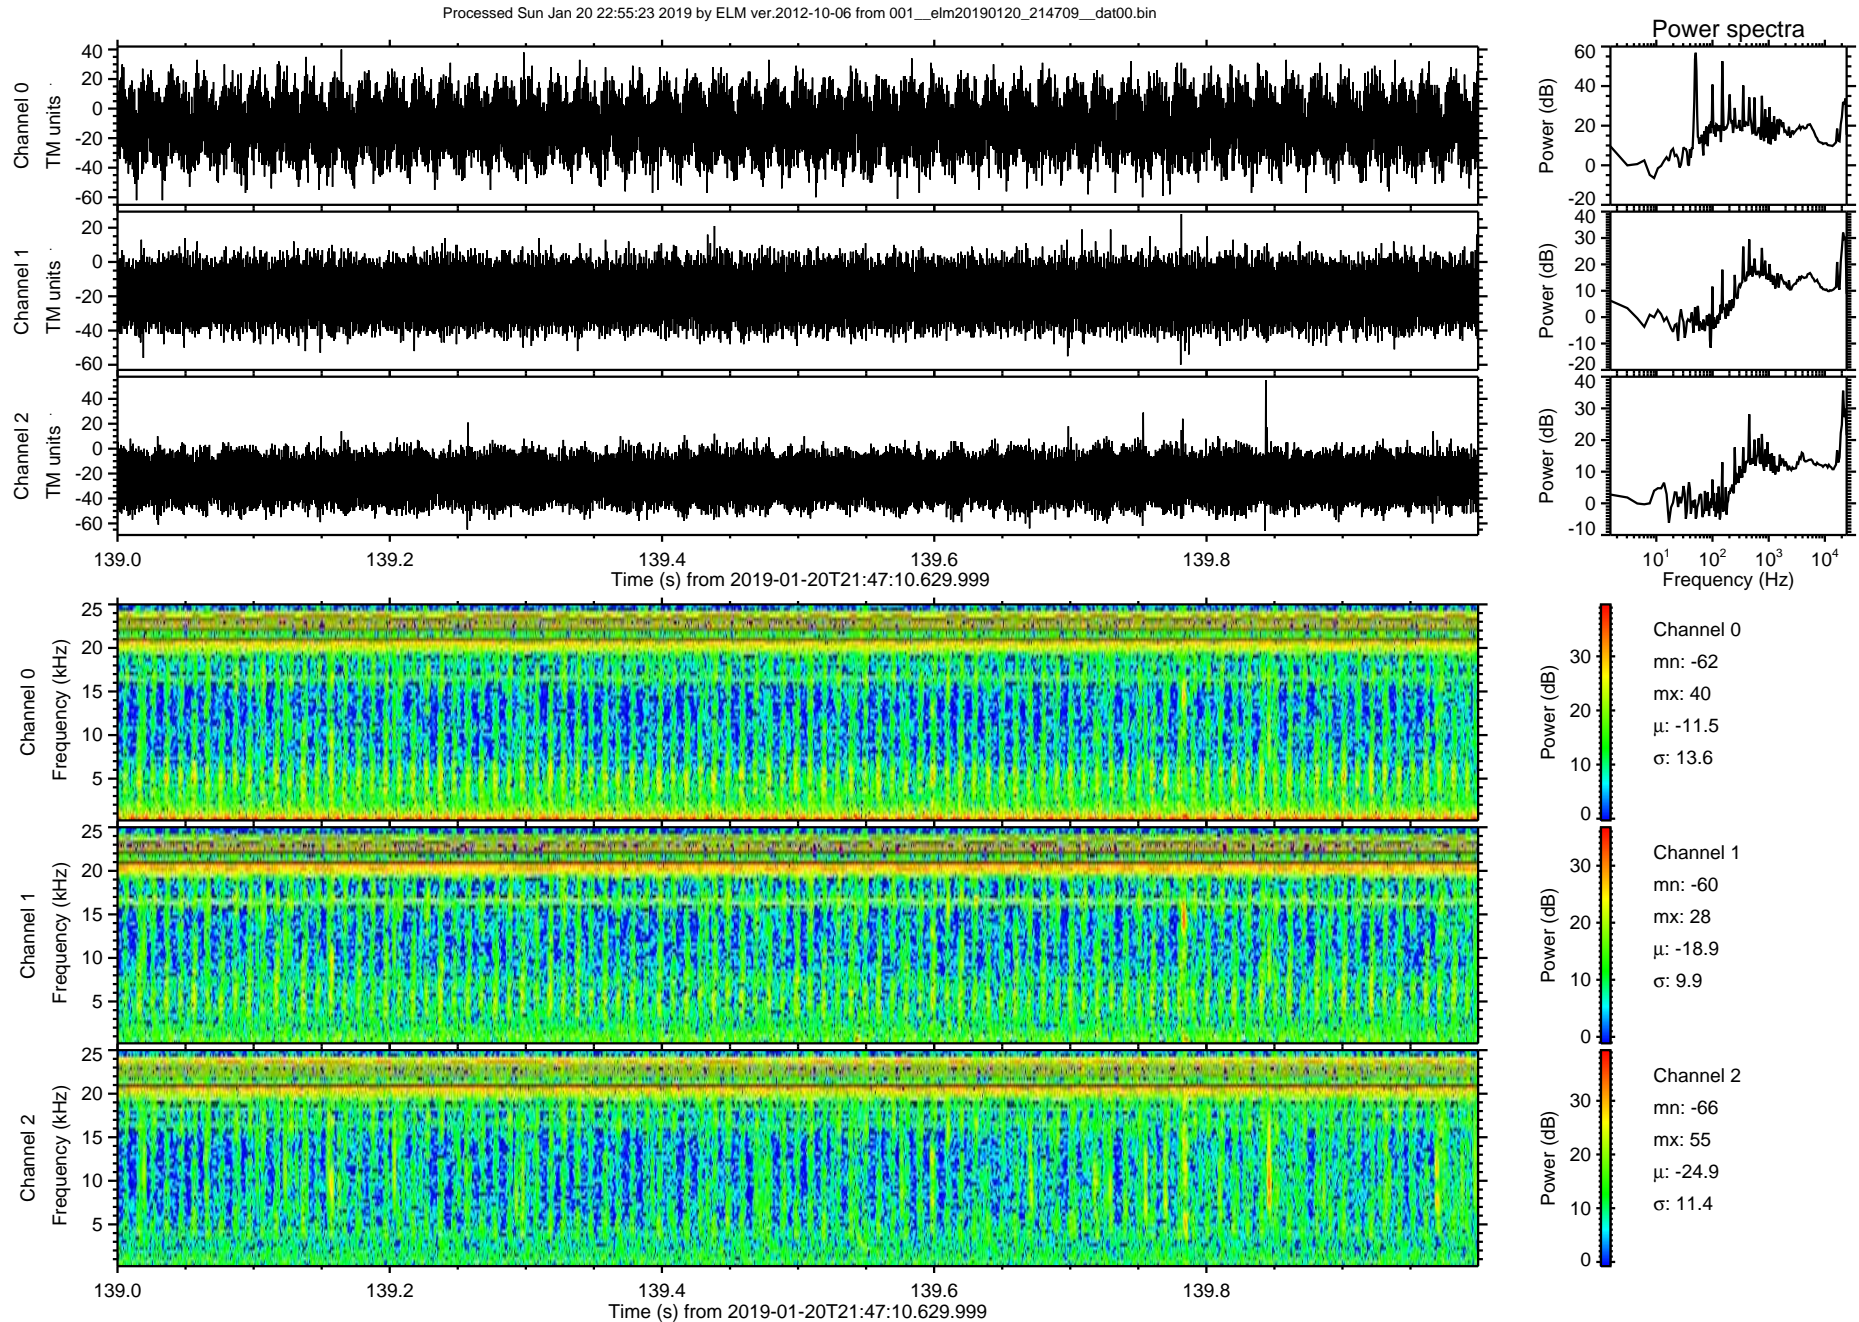 Processed Sun Jan 20 22:55:23 2019 by ELM ver.2012-10-06 from 001__elm20190120_214709__dat00.bin
Power spectra
Channel 0
TM units
40
20
0
-20
-40
-60
Power (dB)
60
40
20
0
-20
Channel 1
TM units
20
0
-20
-40
-60
Power (dB)
40
30
20
10
0
-10
-20
Channel 2
TM units
40
20
0
-20
-40
-60
Power (dB)
40
30
20
10
0
-10
139.0 139.2 139.4 139.6 139.8
Time (s) from 2019-01-20T21:47:10.629.999
10^1 10^2 10^3 10^4
Frequency (Hz)
Channel 0
Frequency (kHz)
25
20
15
10
5
Power (dB)
30
20
10
0
Channel 0
mn: -62
mx: 40
µ: -11.5
σ: 13.6
Channel 1
Frequency (kHz)
25
20
15
10
5
Power (dB)
30
20
10
0
Channel 1
mn: -60
mx: 28
µ: -18.9
σ: 9.9
Channel 2
Frequency (kHz)
25
20
15
10
5
Power (dB)
30
20
10
0
Channel 2
mn: -66
mx: 55
µ: -24.9
σ: 11.4
139.0 139.2 139.4 139.6 139.8
Time (s) from 2019-01-20T21:47:10.629.999